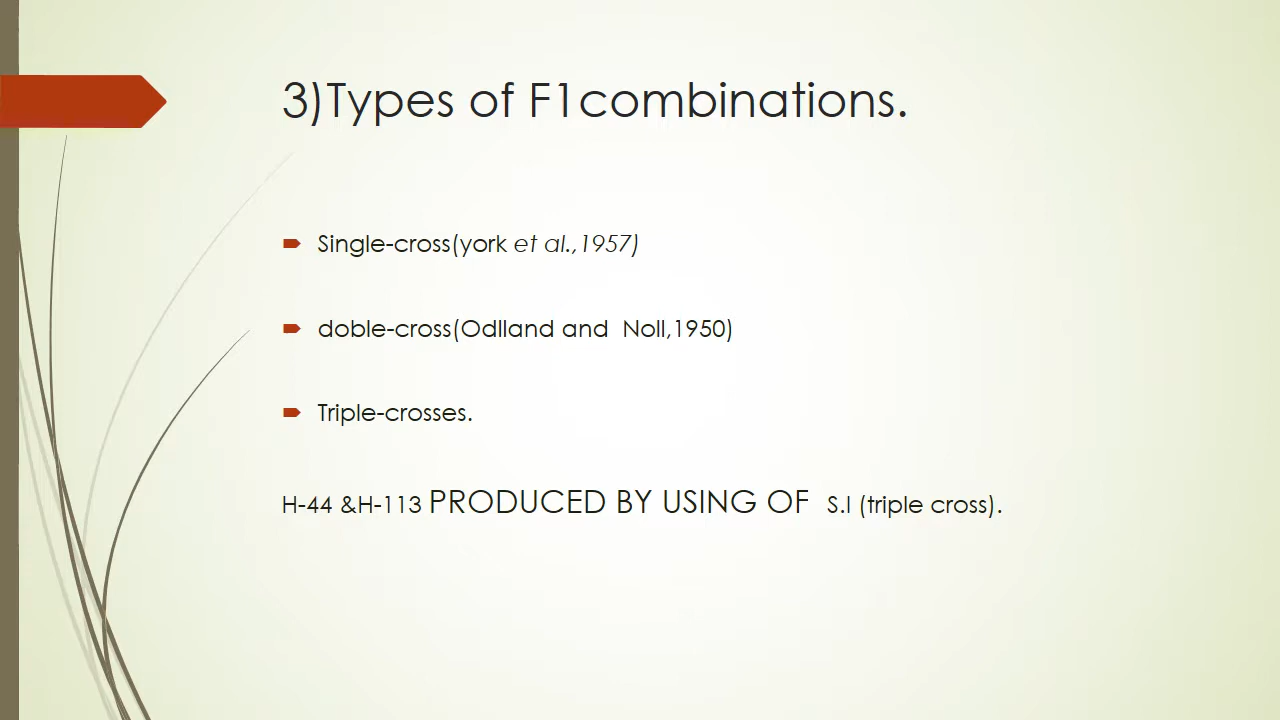 3)Types of F1combinations.
Single-cross(york et al.,1957)
doble-cross(Odlland and Noll,1950)
Triple-crosses.
H-44 &H-113 PRODUCED BY USING OF S.I (triple cross).